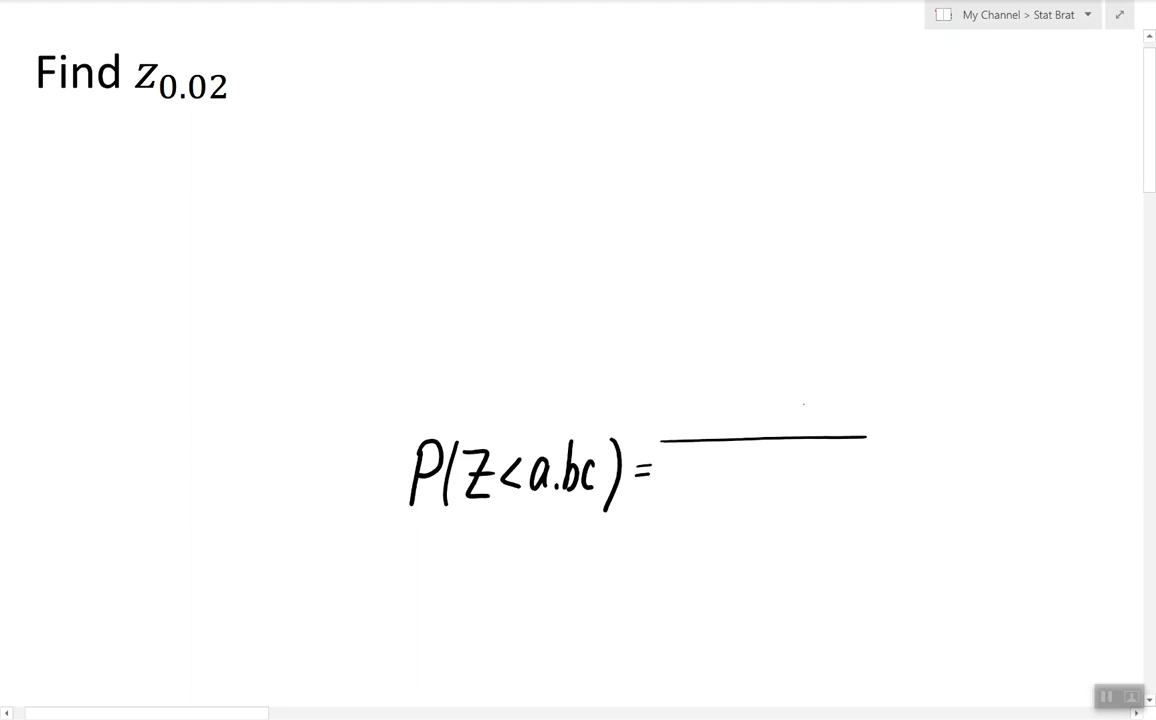 My Channel > Stat Brat
Find z0.02
P(Z<a.bc)=